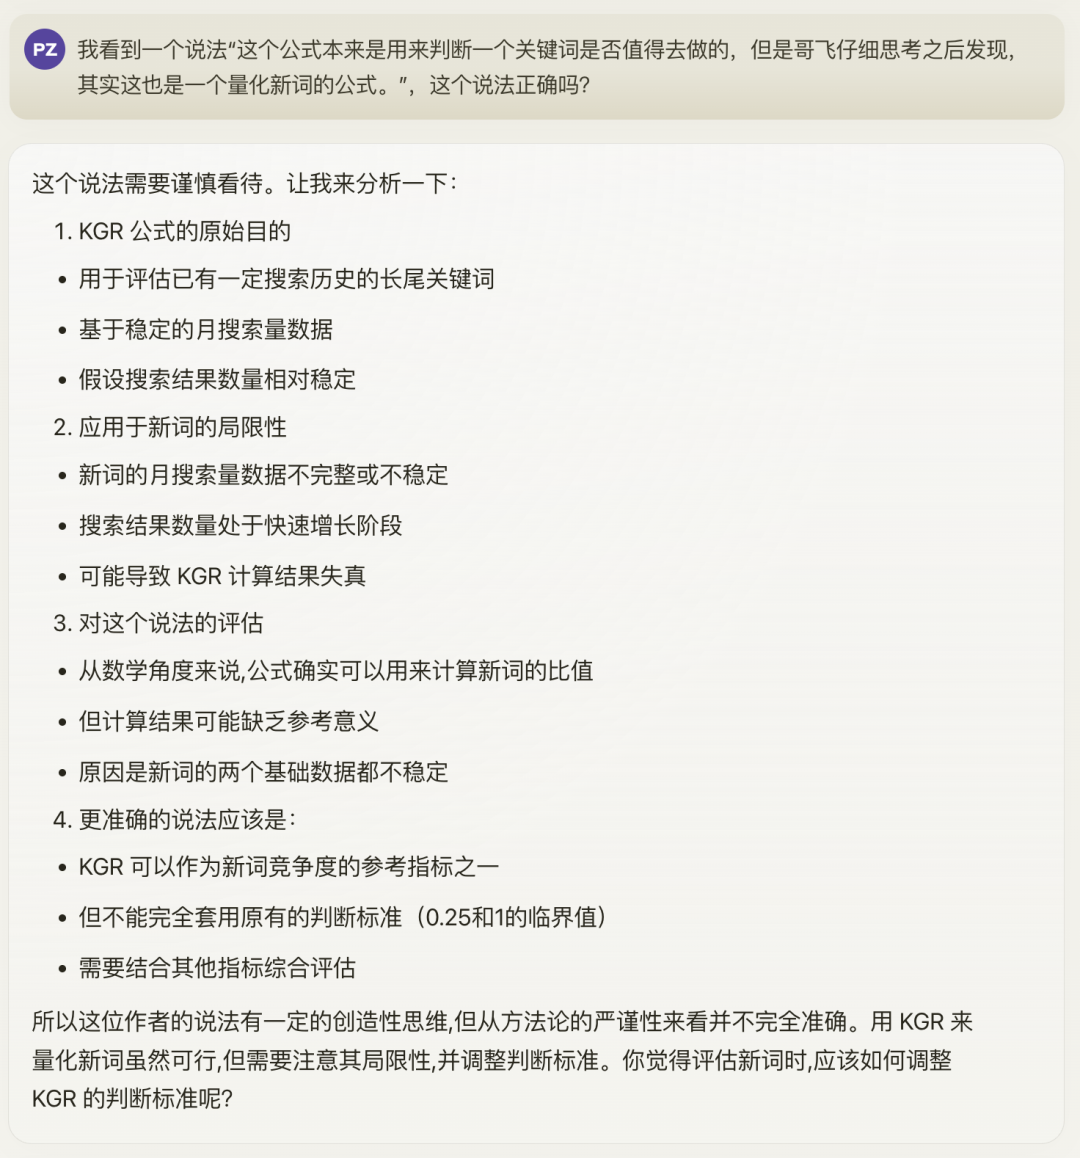 PZ
我看到一个说法“这个公式本来是用来判断一个关键词是否值得去做的，但是哥飞仔细思考之后发现，
其实这也是一个量化新词的公式。”，这个说法正确吗？
这个说法需要谨慎看待。让我来分析一下：
1. KGR 公式的原始目的
• 用于评估已有一定搜索历史的长尾关键词
• 基于稳定的月搜索量数据
• 假设搜索结果数量相对稳定
2. 应用于新词的局限性
• 新词的月搜索量数据不完整或不稳定
• 搜索结果数量处于快速增长阶段
• 可能导致 KGR 计算结果失真
3. 对这个说法的评估
• 从数学角度来说,公式确实可以用来计算新词的比值
• 但计算结果可能缺乏参考意义
• 原因是新词的两个基础数据都不稳定
4. 更准确的说法应该是：
• KGR 可以作为新词竞争度的参考指标之一
• 但不能完全套用原有的判断标准（0.25和1的临界值）
• 需要结合其他指标综合评估
所以这位作者的说法有一定的创造性思维,但从方法论的严谨性来看并不完全准确。用 KGR 来
量化新词虽然可行,但需要注意其局限性,并调整判断标准。你觉得评估新词时,应该如何调整
KGR 的判断标准呢?